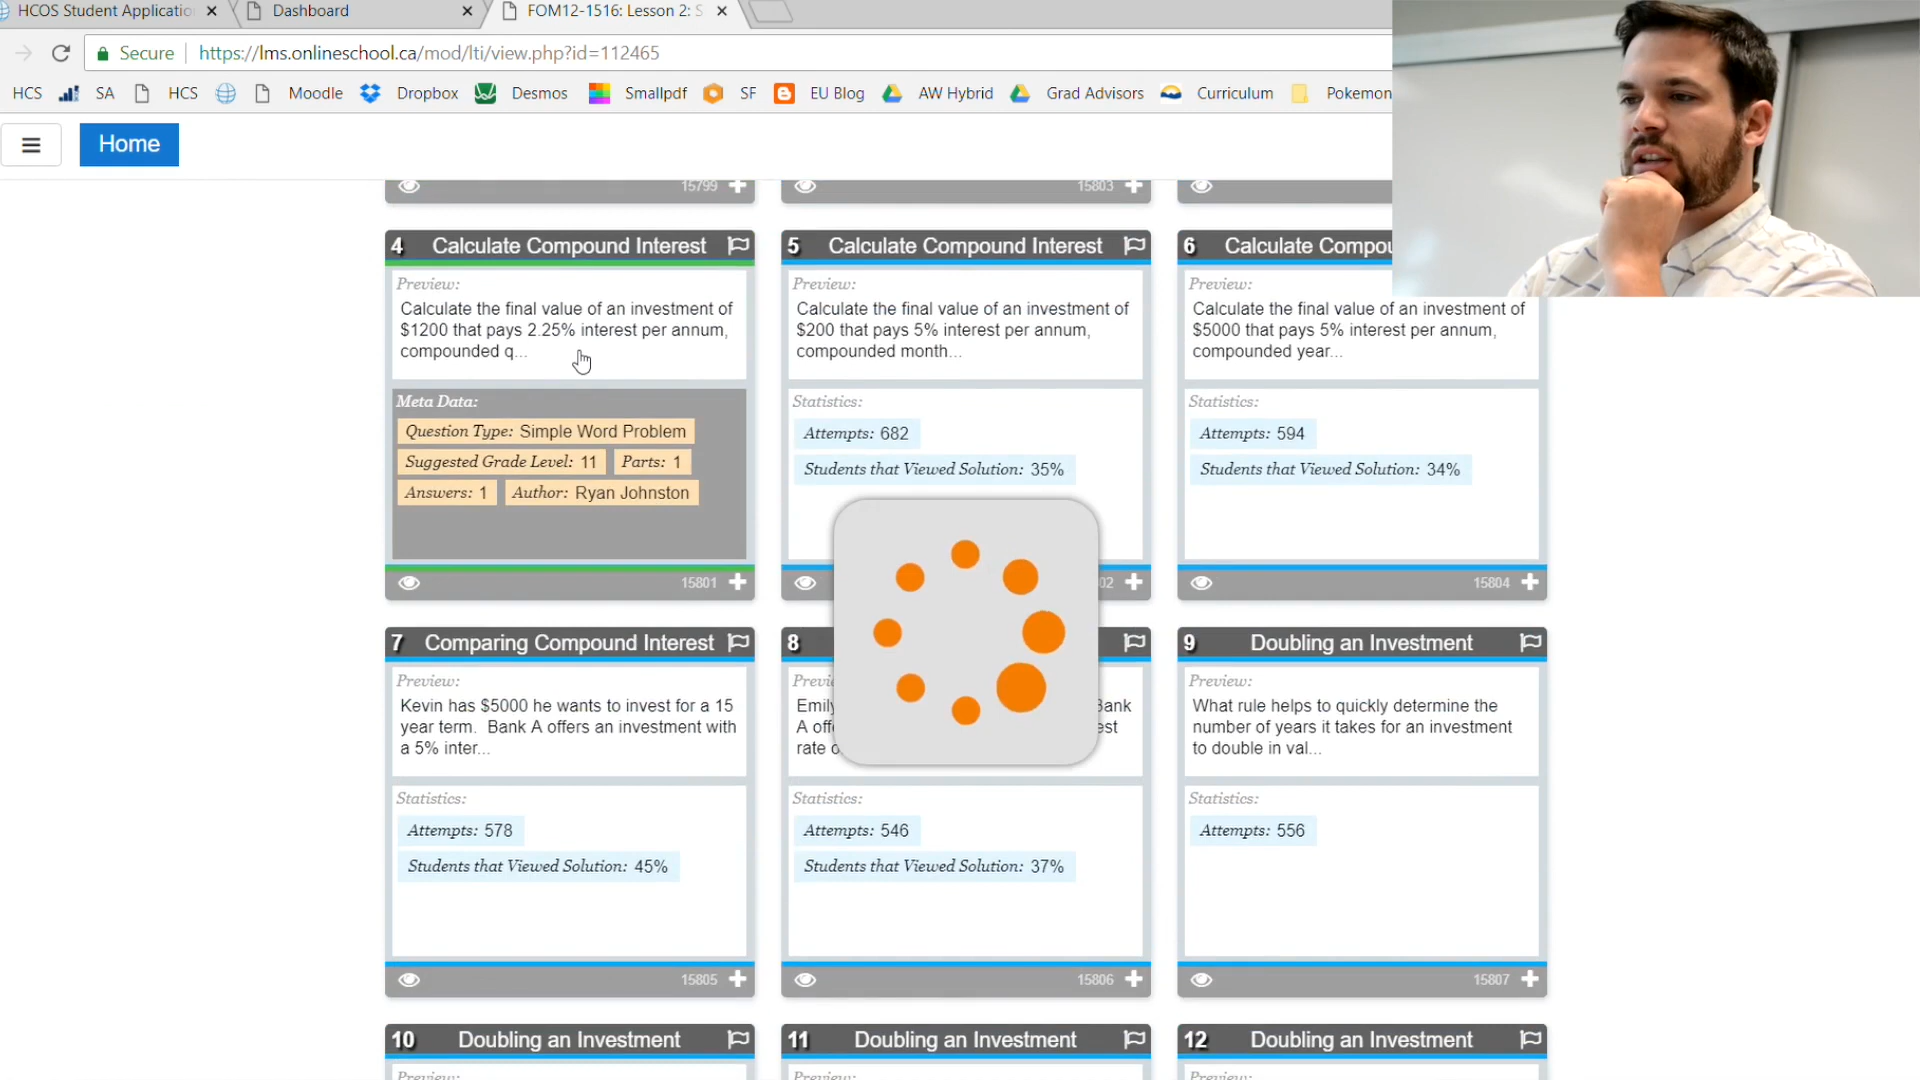 HCOS Student Applicatio
Dashboard
FOM12-1516: Lesson 2: S
Secure
https://lms.onlineschool.ca/mod/lti/view.php?id=112465
HCS
SA
HCS
Moodle
Dropbox
Desmos
Smallpdf
SF
EU Blog
AW Hybrid
Grad Advisors
Curriculum
Pokemon
Home
15799
15803
4 Calculate Compound Interest
Preview:
Calculate the final value of an investment of
$1200 that pays 2.25% interest per annum,
compounded q...
Meta Data:
Question Type: Simple Word Problem
Suggested Grade Level: 11 Parts: 1
Answers: 1 Author: Ryan Johnston
15801
5 Calculate Compound Interest
Preview:
Calculate the final value of an investment of
$200 that pays 5% interest per annum,
compounded month...
Statistics:
Attempts: 682
Students that Viewed Solution: 35%
02
6 Calculate Compou
Preview:
Calculate the final value of an investment of
$5000 that pays 5% interest per annum,
compounded year...
Statistics:
Attempts: 594
Students that Viewed Solution: 34%
15804
7 Comparing Compound Interest
Preview:
Kevin has $5000 he wants to invest for a 15
year term. Bank A offers an investment with
a 5% inter...
Statistics:
Attempts: 578
Students that Viewed Solution: 45%
15805
8
Previ
Emily Bank
A off est
rate o
Statistics:
Attempts: 546
Students that Viewed Solution: 37%
15806
9 Doubling an Investment
Preview:
What rule helps to quickly determine the
number of years it takes for an investment
to double in val...
Statistics:
Attempts: 556
15807
10 Doubling an Investment
Preview:
11 Doubling an Investment
Preview:
12 Doubling an Investment
Preview: